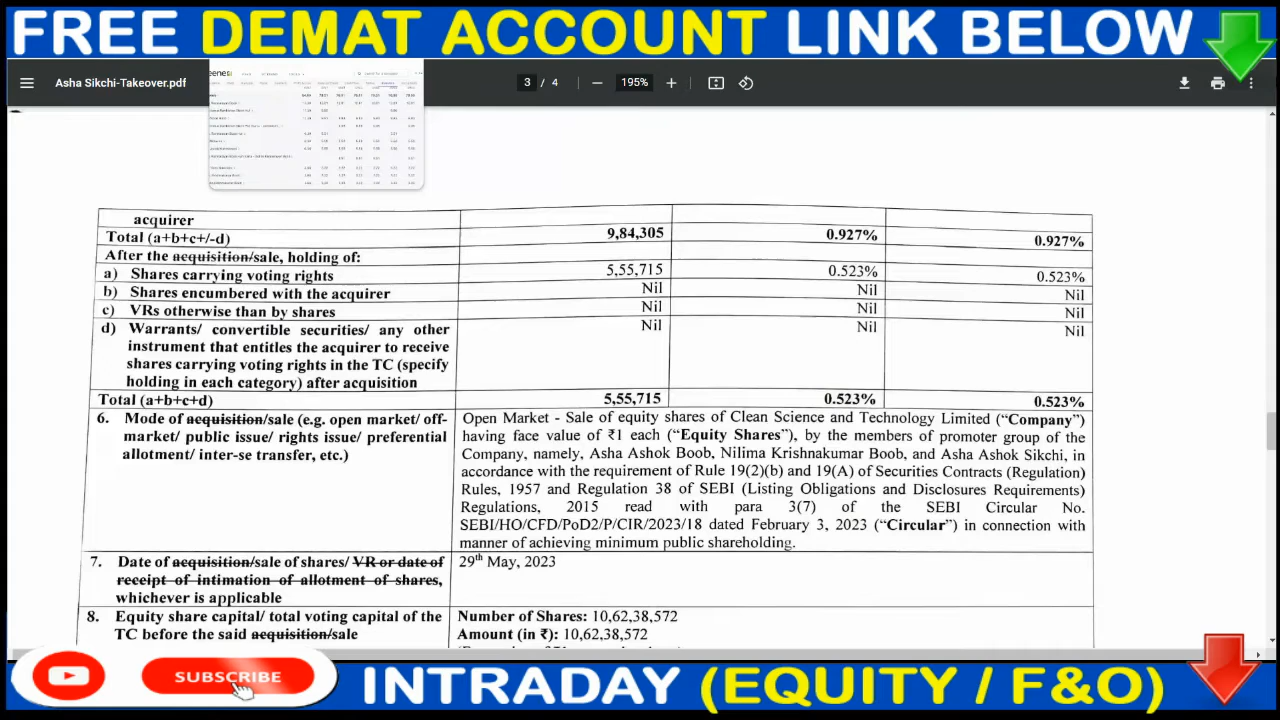 FREE DEMAT ACCOUNT LINK BELOW
Asha Sikchi-Takeover.pdf
3 / 4
195%
acquirer
Total (a+b+c+/-d) 9,84,305 0.927% 0.927%
After the acquisition/sale, holding of:
a) Shares carrying voting rights 5,55,715 0.523% 0.523%
b) Shares encumbered with the acquirer Nil Nil Nil
c) VRs otherwise than by shares Nil Nil Nil
d) Warrants/ convertible securities/ any other Nil Nil Nil
instrument that entitles the acquirer to receive
shares carrying voting rights in the TC (specify
holding in each category) after acquisition
Total (a+b+c+d) 5,55,715 0.523% 0.523%
6. Mode of acquisition/sale (e.g. open market/ off-
market/ public issue/ rights issue/ preferential
allotment/ inter-se transfer, etc.)
Open Market - Sale of equity shares of Clean Science and Technology Limited (“Company”)
having face value of ₹1 each (“Equity Shares”), by the members of promoter group of the
Company, namely, Asha Ashok Boob, Nilima Krishnakumar Boob, and Asha Ashok Sikchi, in
accordance with the requirement of Rule 19(2)(b) and 19(A) of Securities Contracts (Regulation)
Rules, 1957 and Regulation 38 of SEBI (Listing Obligations and Disclosures Requirements)
Regulations, 2015 read with para 3(7) of the SEBI Circular No.
SEBI/HO/CFD/PoD2/P/CIR/2023/18 dated February 3, 2023 (“Circular”) in connection with
manner of achieving minimum public shareholding.
7. Date of acquisition/sale of shares/ VR or date of
receipt of intimation of allotment of shares,
whichever is applicable
29th May, 2023
8. Equity share capital/ total voting capital of the
TC before the said acquisition/sale
Number of Shares: 10,62,38,572
Amount (in ₹): 10,62,38,572
SUBSCRIBE
INTRADAY (EQUITY / F&O)